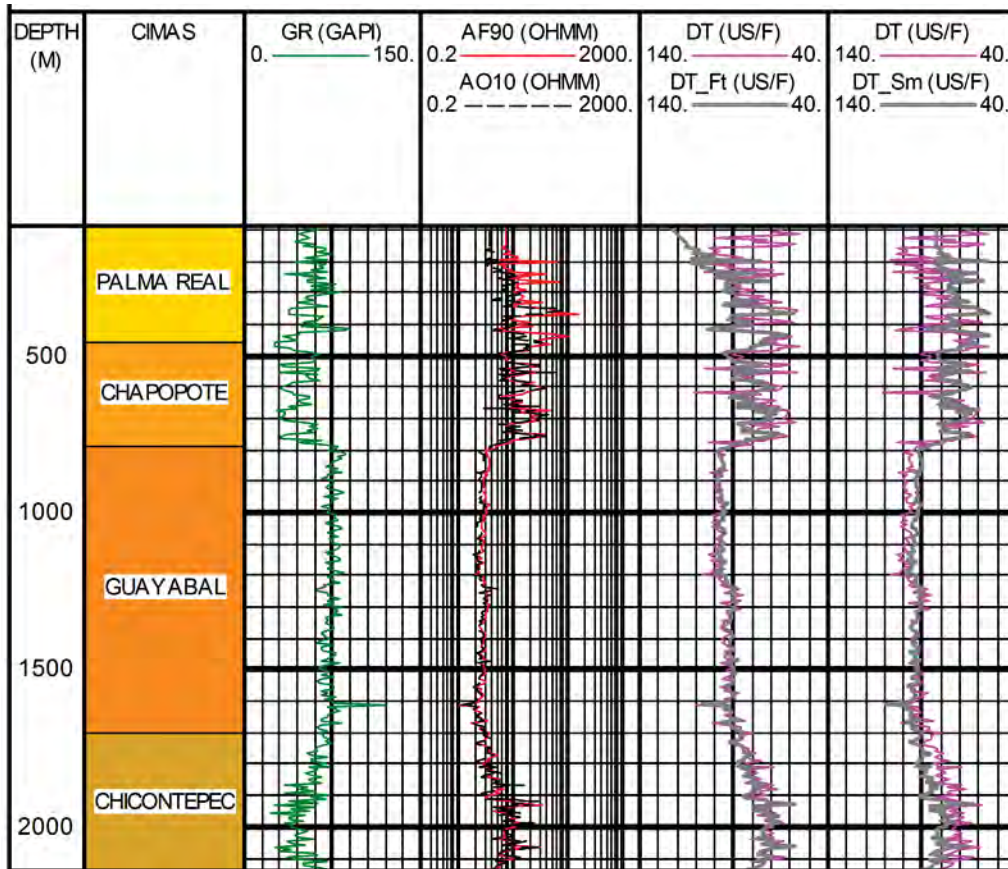 DEPTH
(M)
CIMAS
GR (GAPI)
0. 150.
AF90 (OHMM)
0.2 2000.
AO10 (OHMM)
0.2 2000.
DT (US/F)
140. 40.
DT_Ft (US/F)
140. 40.
DT (US/F)
140. 40.
DT_Sm (US/F)
140. 40.
PALMA REAL
500
CHAPOPOTE
1000
GUAYABAL
1500
CHICONTEPEC
2000